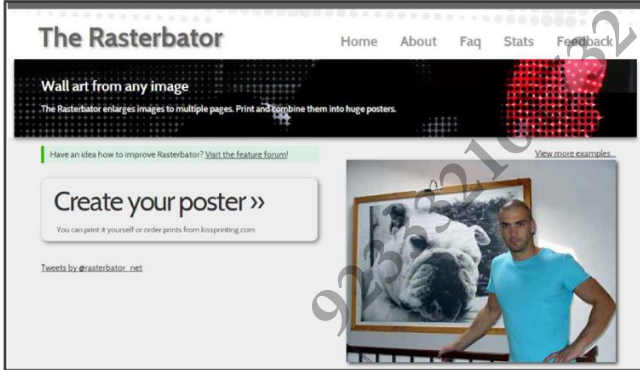 The Rasterbator
Home About Faq Stats Feedback
Wall art from any image
The Rasterbator enlarges images to multiple pages. Print and combine them into huge posters.
Have an idea how to improve Rasterbator? Visit the feature forum!
View more examples...
Create your poster ››
You can print it yourself or order prints from kissprinting.com
Tweets by @rasterbator_net